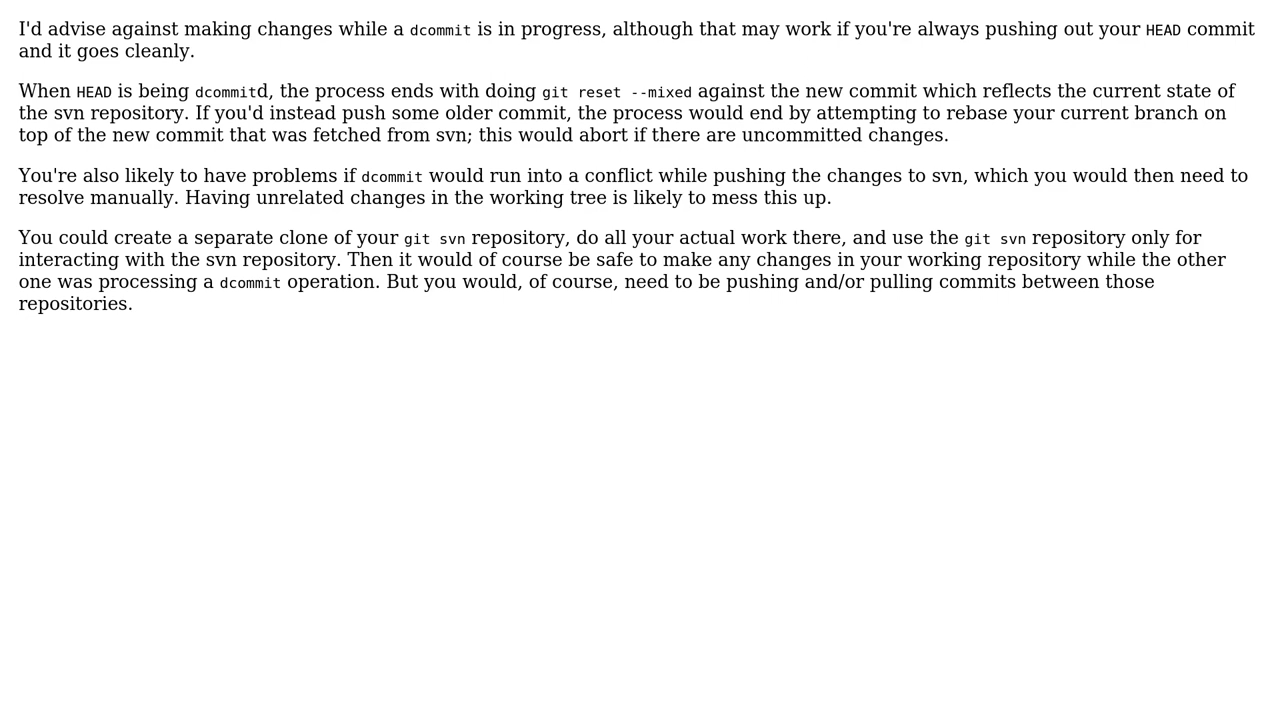 I'd advise against making changes while a dcommit is in progress, although that may work if you're always pushing out your HEAD commit
and it goes cleanly.
When HEAD is being dcommitd, the process ends with doing git reset --mixed against the new commit which reflects the current state of
the svn repository. If you'd instead push some older commit, the process would end by attempting to rebase your current branch on
top of the new commit that was fetched from svn; this would abort if there are uncommitted changes.
You're also likely to have problems if dcommit would run into a conflict while pushing the changes to svn, which you would then need to
resolve manually. Having unrelated changes in the working tree is likely to mess this up.
You could create a separate clone of your git svn repository, do all your actual work there, and use the git svn repository only for
interacting with the svn repository. Then it would of course be safe to make any changes in your working repository while the other
one was processing a dcommit operation. But you would, of course, need to be pushing and/or pulling commits between those
repositories.